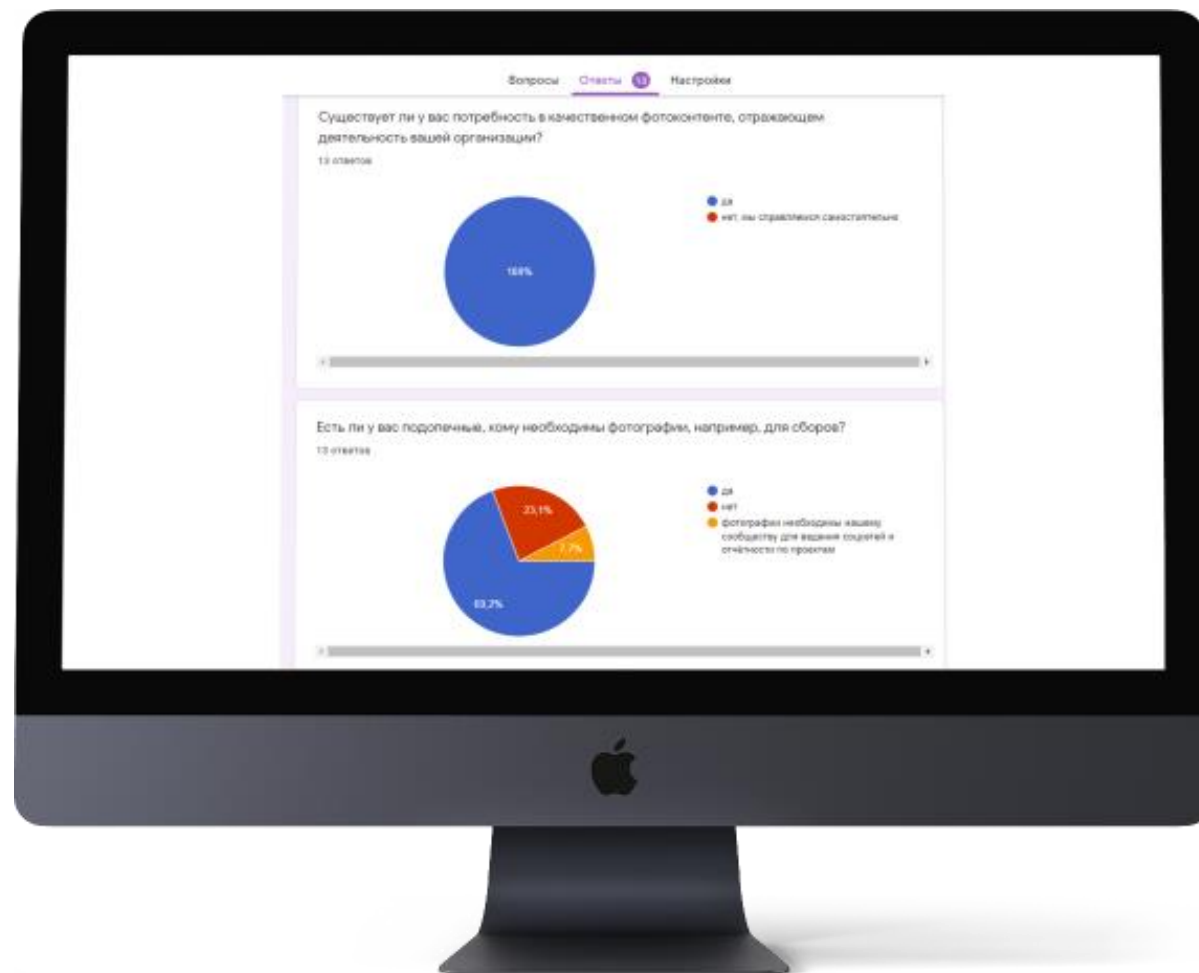 Вопросы Ответы 13 Настройки
Существует ли у вас потребность в качественном фотоконтенте, отражающем
деятельность вашей организации?
13 ответов
да
нет, мы справляемся самостоятельно
100%
Есть ли у вас подопечные, кому необходимы фотографии, например, для сборов?
13 ответов
да
нет
фотографии необходимы нашему
сообществу для ведения соцсетей и
отчётности по проектам
23,1%
7,7%
69,2%